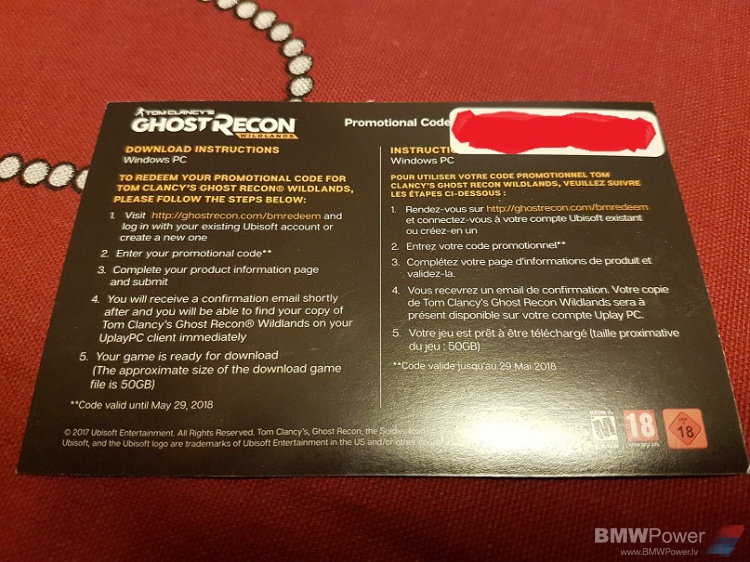 TOM CLANCY'S
GHOST RECON
WILDLANDS
Promotional Code
DOWNLOAD INSTRUCTIONS
Windows PC
TO REDEEM YOUR PROMOTIONAL CODE FOR
TOM CLANCY'S GHOST RECON® WILDLANDS,
PLEASE FOLLOW THE STEPS BELOW:
1. Visit http://ghostrecon.com/bmredeem and
log in with your existing Ubisoft account or
create a new one
2. Enter your promotional code**
3. Complete your product information page
and submit
4. You will receive a confirmation email shortly
after and you will be able to find your copy of
Tom Clancy's Ghost Recon® Wildlands on your
UplayPC client immediately
5. Your game is ready for download
(The approximate size of the download game
file is 50GB)
**Code valid until May 29, 2018
INSTRUCTI
Windows PC
POUR UTILISER VOTRE CODE PROMOTIONNEL TOM
CLANCY'S GHOST RECON WILDLANDS, VEUILLEZ SUIVRE
LES ÉTAPES CI-DESSOUS :
1. Rendez-vous sur http://ghostrecon.com/bmredeem
et connectez-vous à votre compte Ubisoft existant
ou créez-en un
2. Entrez votre code promotionnel**
3. Complétez votre page d'informations de produit et
validez-la.
4. Vous recevrez un email de confirmation. Votre copie
de Tom Clancy's Ghost Recon Wildlands sera à
présent disponible sur votre compte Uplay PC.
5. Votre jeu est prêt à être téléchargé (taille proximative
du jeu : 50GB)
**Code valide jusqu'au 29 Mai 2018
© 2017 Ubisoft Entertainment. All Rights Reserved. Tom Clancy's, Ghost Recon, the Soldier
Ubisoft, and the Ubisoft logo are trademarks of Ubisoft Entertainment in the US and/or other
M
18
18
BMWPower
www.BMWPower.lv